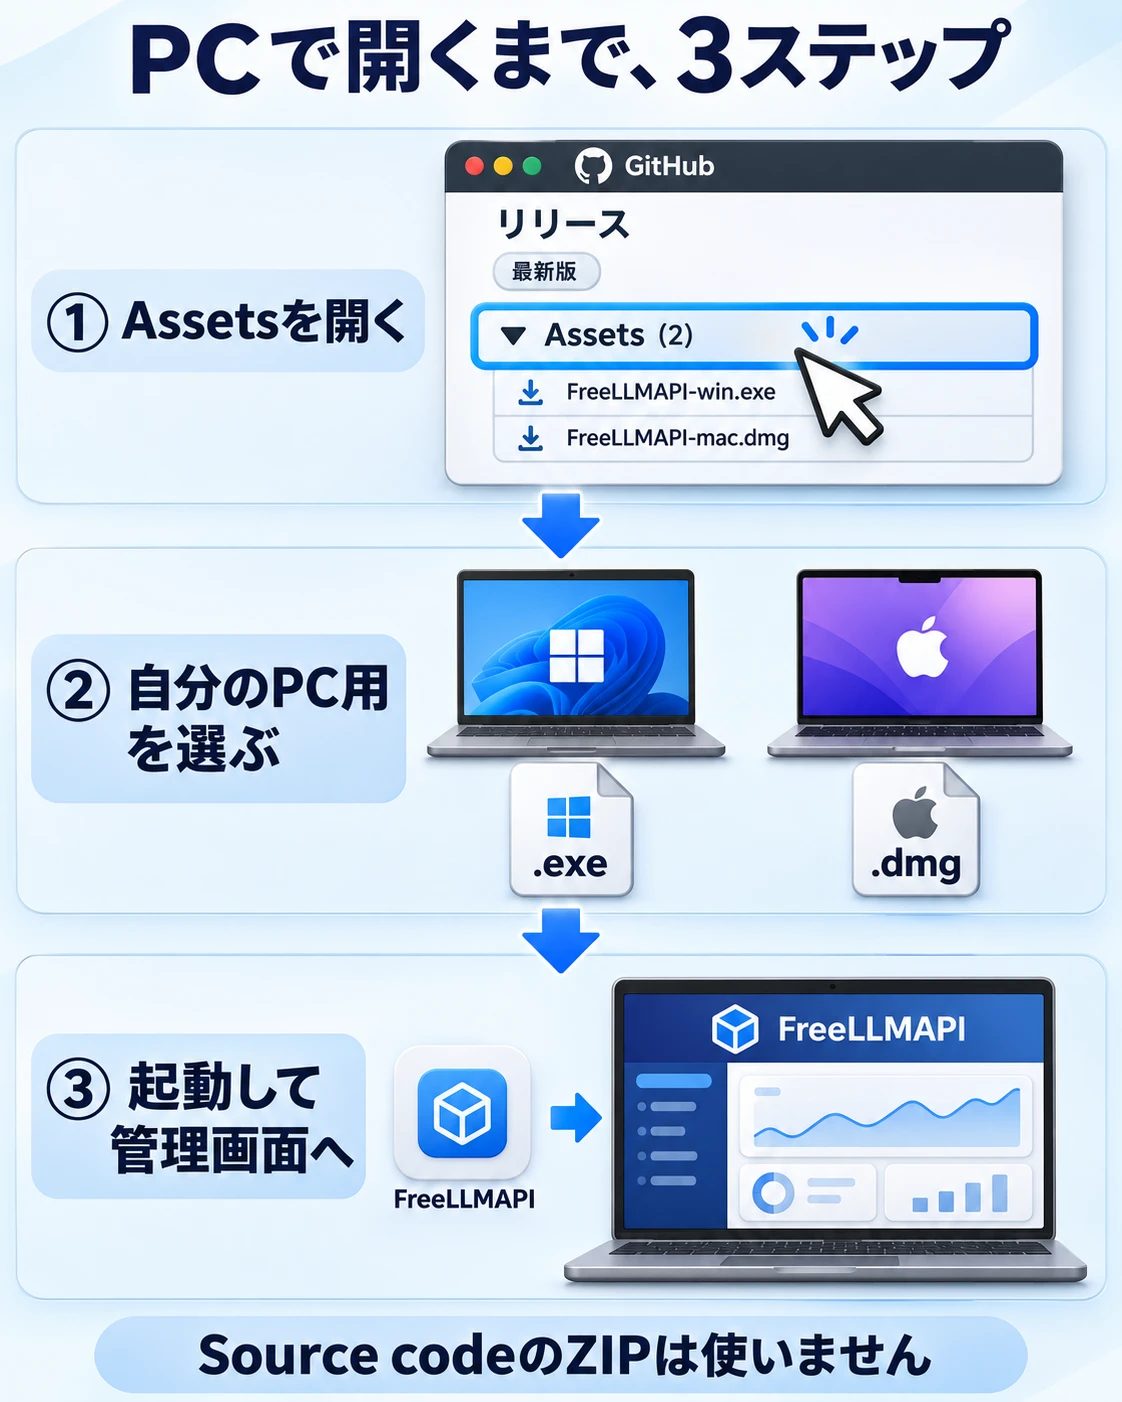 PCで開くまで、3ステップ
GitHub
リリース
最新版
① Assetsを開く
Assets (2)
FreeLLMAPI-win.exe
FreeLLMAPI-mac.dmg
② 自分のPC用
を選ぶ
.exe
.dmg
③ 起動して
管理画面へ
FreeLLMAPI
FreeLLMAPI
Source codeのZIPは使いません